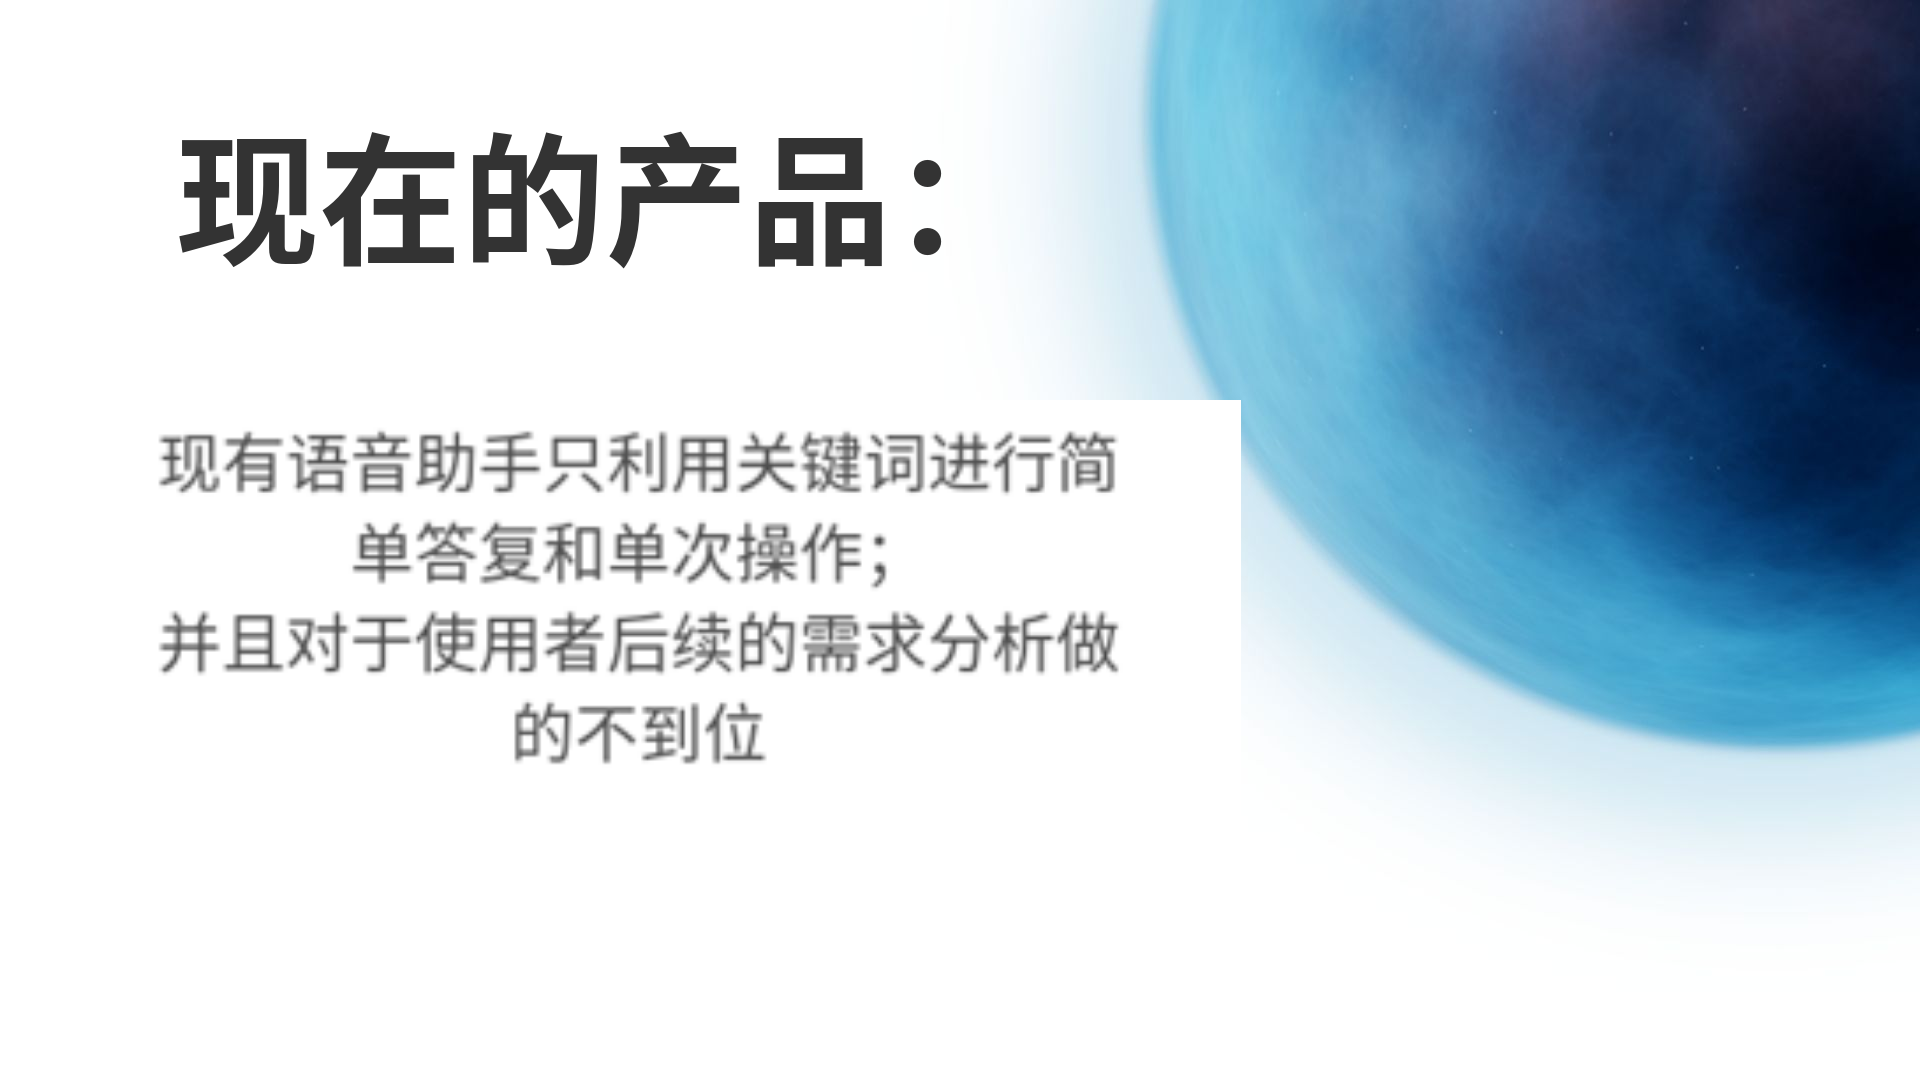 现在的产品：
现有语音助手只利用关键词进行简
单答复和单次操作；
并且对于使用者后续的需求分析做
的不到位